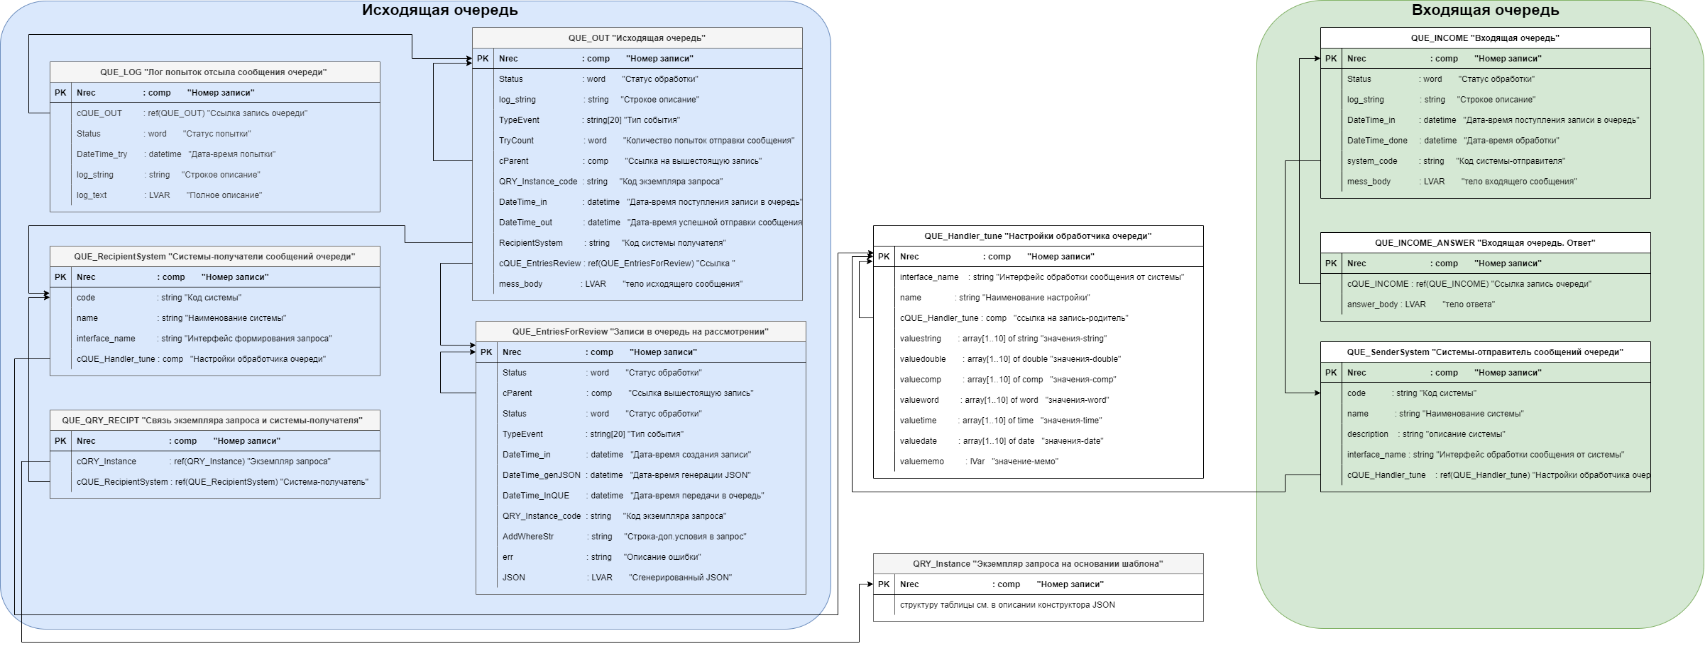 Исходящая очередь
QUE_LOG "Лог попыток отсыла сообщения очереди"
PK Nrec : comp "Номер записи"
cQUE_OUT : ref(QUE_OUT) "Ссылка запись очереди"
Status : word "Статус попытки"
DateTime_try : datetime "Дата-время попытки"
log_string : string "Строкое описание"
log_text : LVAR "Полное описание"
QUE_RecipientSystem "Системы-получатели сообщений очереди"
PK Nrec : comp "Номер записи"
code : string "Код системы"
name : string "Наименование системы"
interface_name : string "Интерфейс формирования запроса"
cQUE_Handler_tune : comp "Настройки обработчика очереди"
QUE_QRY_RECIPT "Связь экземпляра запроса и системы-получателя"
PK Nrec : comp "Номер записи"
cQRY_Instance : ref(QRY_Instance) "Экземпляр запроса"
cQUE_RecipientSystem : ref(QUE_RecipientSystem) "Система-получатель"
QUE_OUT "Исходящая очередь"
PK Nrec : comp "Номер записи"
Status : word "Статус обработки"
log_string : string "Строкое описание"
TypeEvent : string[20] "Тип события"
TryCount : word "Количество попыток отправки сообщения"
cParent : comp "Ссылка на вышестоящую запись"
QRY_Instance_code : string "Код экземпляра запроса"
DateTime_in : datetime "Дата-время поступления записи в очередь"
DateTime_out : datetime "Дата-время успешной отправки сообщения
RecipientSystem : string "Код системы получателя"
cQUE_EntriesReview : ref(QUE_EntriesForReview) "Ссылка "
mess_body : LVAR "тело исходящего сообщения"
QUE_EntriesForReview "Записи в очередь на рассмотрении"
PK Nrec : comp "Номер записи"
Status : word "Статус обработки"
cParent : comp "Ссылка вышестоящую запись"
Status : word "Статус обработки"
TypeEvent : string[20] "Тип события"
DateTime_in : datetime "Дата-время создания записи"
DateTime_genJSON : datetime "Дата-время генерации JSON"
DateTime_InQUE : datetime "Дата-время передачи в очередь"
QRY_Instance_code : string "Код экземпляра запроса"
AddWhereStr : string "Строка-доп.условия в запрос"
err : string "Описание ошибки"
JSON : LVAR "Сгенерированный JSON"
QUE_Handler_tune "Настройки обработчика очереди"
PK Nrec : comp "Номер записи"
interface_name : string "Интерфейс обработки сообщения от системы"
name : string "Наименование настройки"
cQUE_Handler_tune : comp "ссылка на запись-родитель"
valuestring : array[1..10] of string "значения-string"
valuedouble : array[1..10] of double "значения-double"
valuecomp : array[1..10] of comp "значения-comp"
valueword : array[1..10] of word "значения-word"
valuetime : array[1..10] of time "значения-time"
valuedate : array[1..10] of date "значения-date"
valuememo : lVar "значение-мемо"
QRY_Instance "Экземпляр запроса на основании шаблона"
PK Nrec : comp "Номер записи"
структуру таблицы см. в описании конструктора JSON
Входящая очередь
QUE_INCOME "Входящая очередь"
PK Nrec : comp "Номер записи"
Status : word "Статус обработки"
log_string : string "Строкое описание"
DateTime_in : datetime "Дата-время поступления записи в очередь"
DateTime_done : datetime "Дата-время обработки"
system_code : string "Код системы-отправителя"
mess_body : LVAR "тело входящего сообщения"
QUE_INCOME_ANSWER "Входящая очередь. Ответ"
PK Nrec : comp "Номер записи"
cQUE_INCOME : ref(QUE_INCOME) "Ссылка запись очереди"
answer_body : LVAR "тело ответа"
QUE_SenderSystem "Системы-отправитель сообщений очереди"
PK Nrec : comp "Номер записи"
code : string "Код системы"
name : string "Наименование системы"
description : string "описание системы"
interface_name : string "Интерфейс обработки сообщения от системы"
cQUE_Handler_tune : ref(QUE_Handler_tune) "Настройки обработчика очер